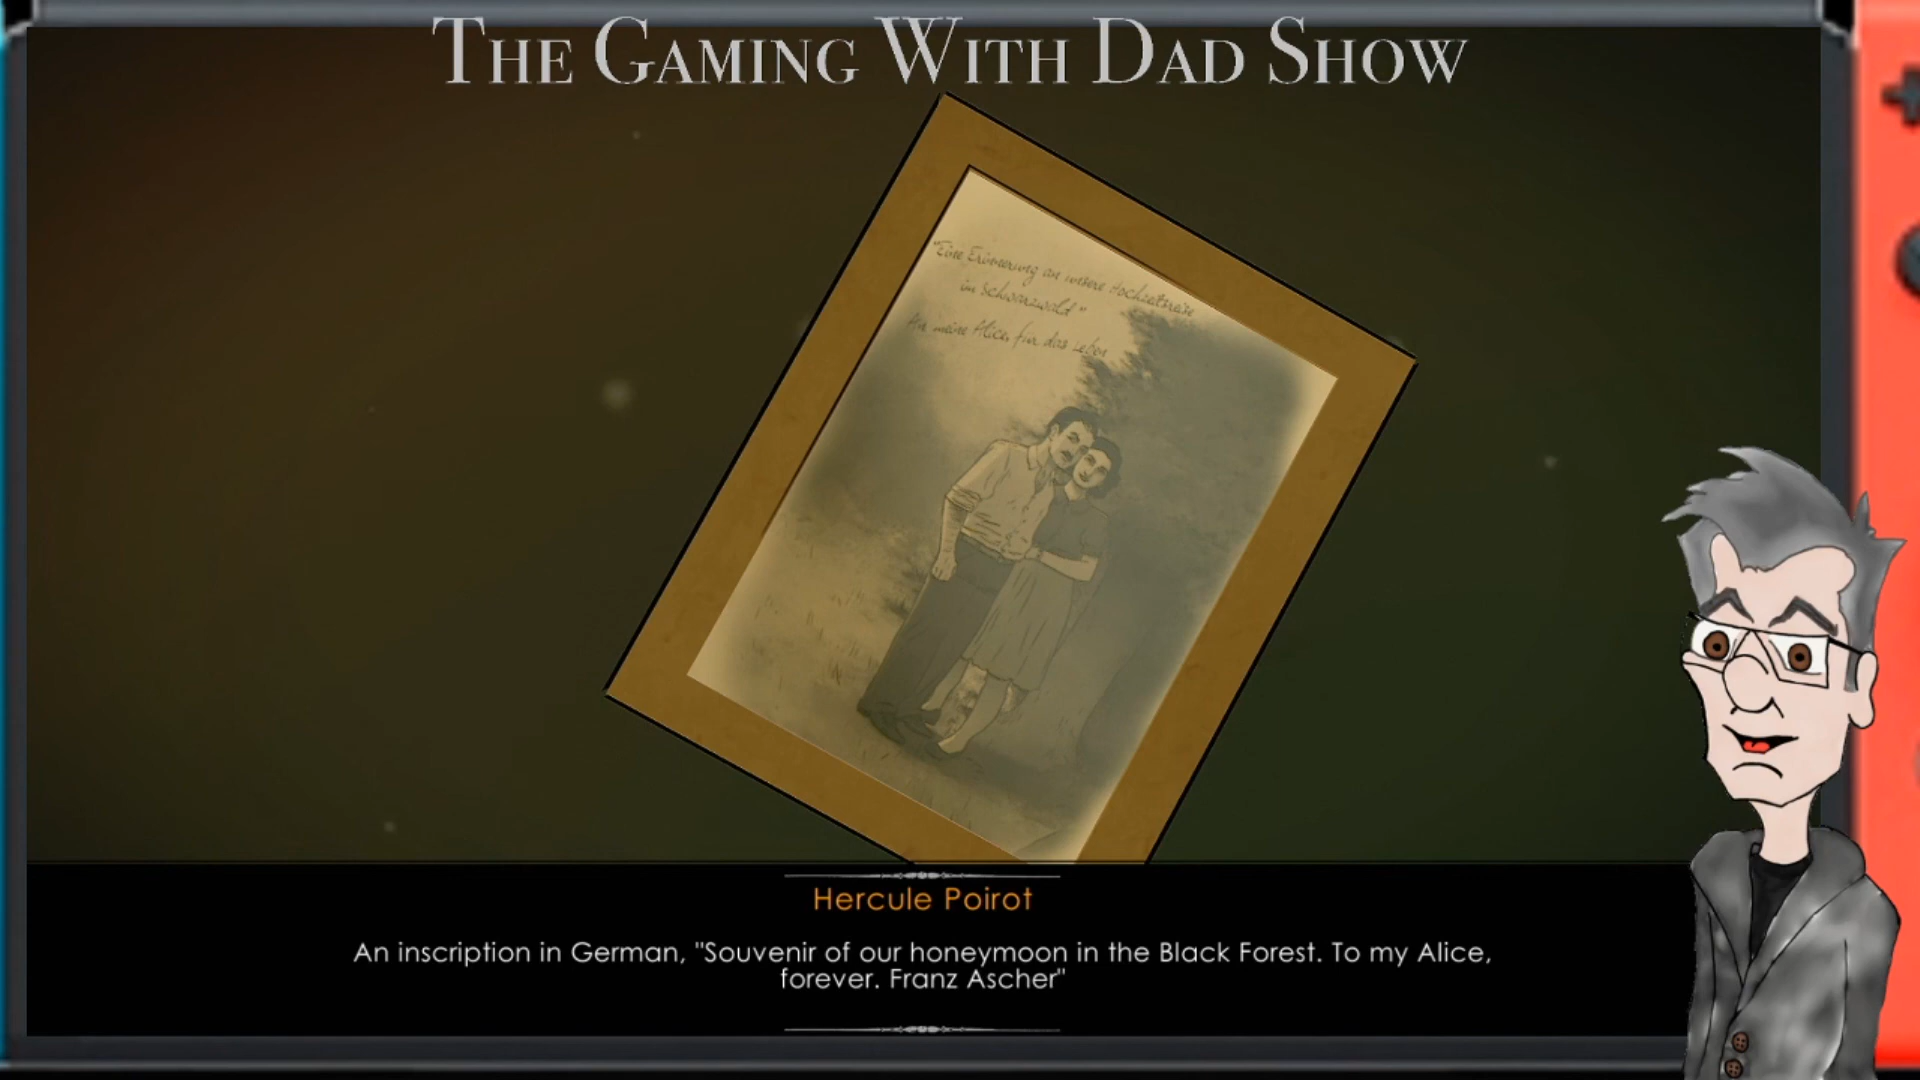 THE GAMING WITH DAD SHOW
"Eine Erinnerung an unsere Hochzeitsreise
im Schwarzwald"
An meine Alice, für das Leben
Hercule Poirot
An inscription in German, "Souvenir of our honeymoon in the Black Forest. To my Alice,
forever. Franz Ascher"